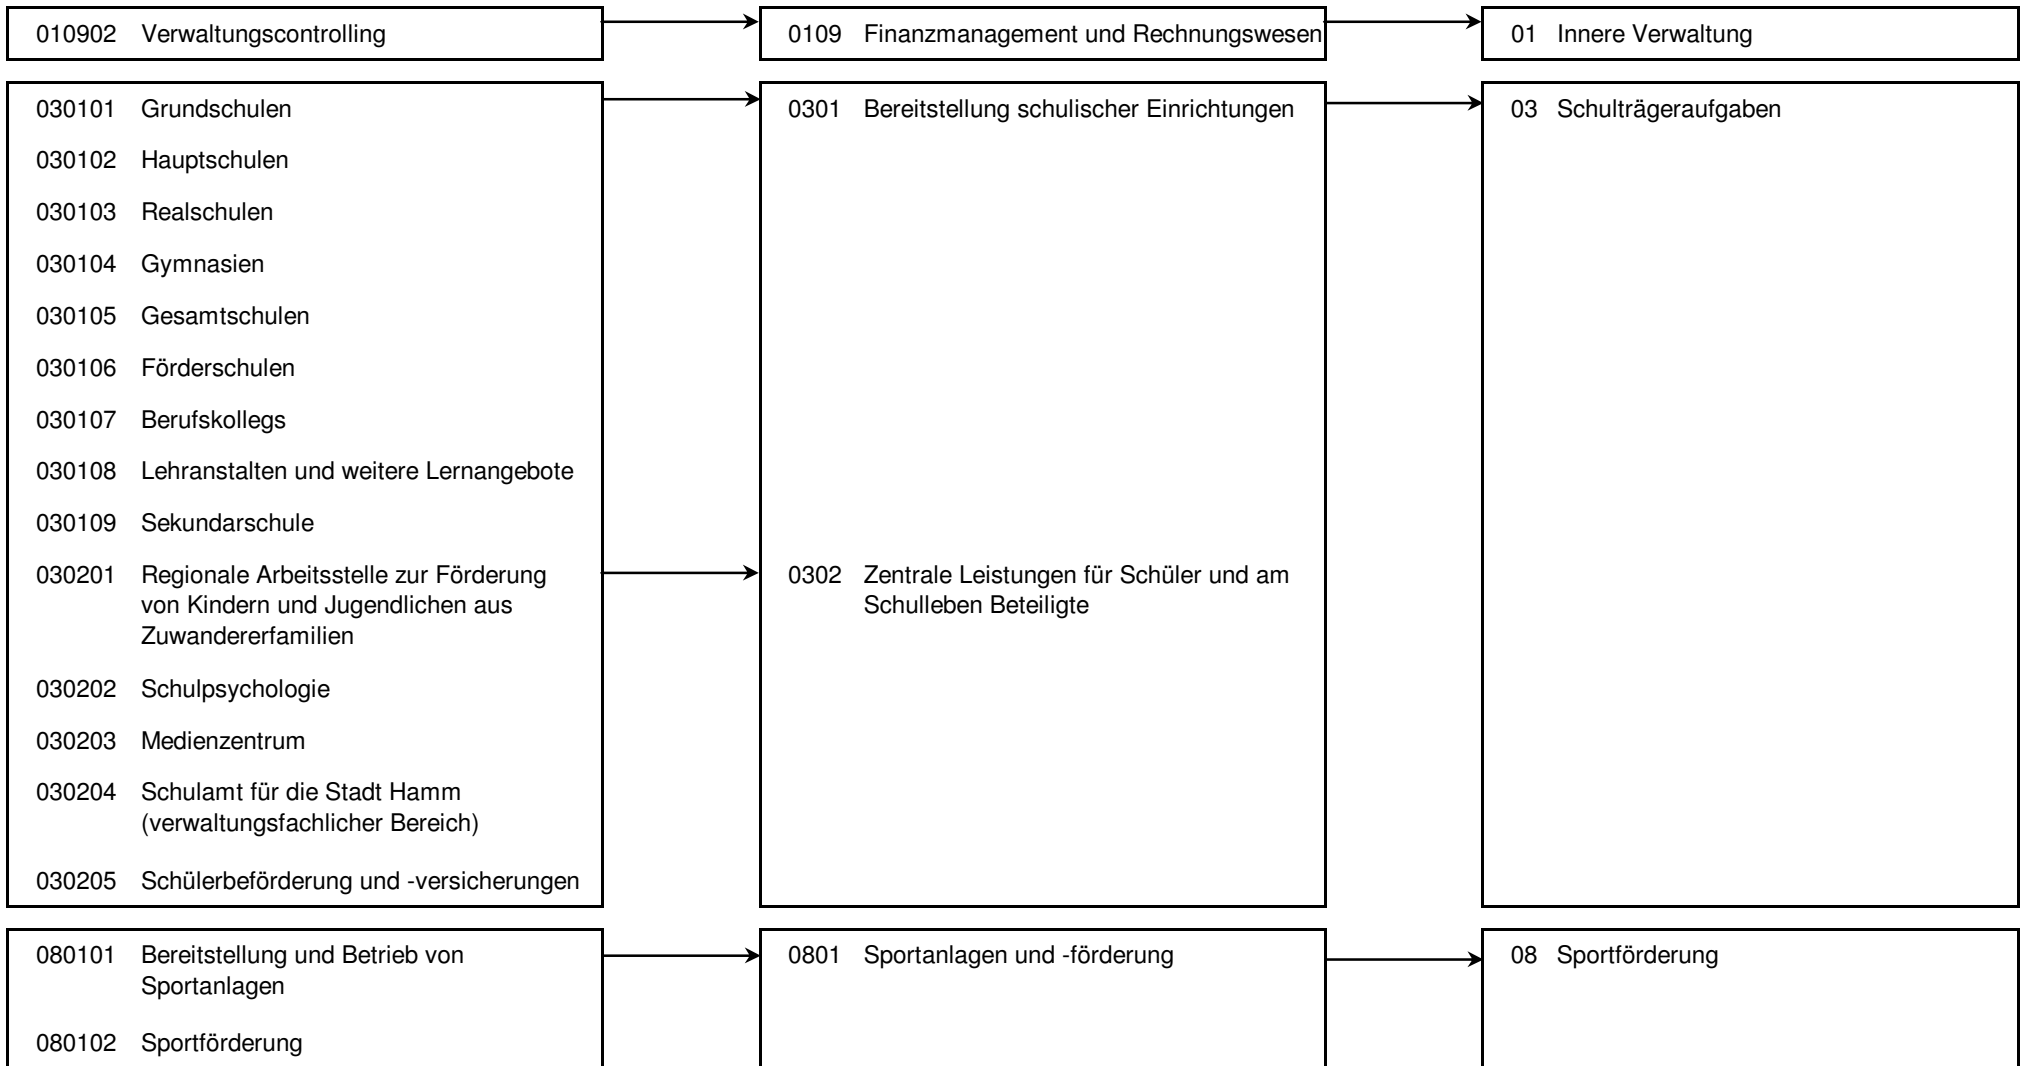 010902 Verwaltungscontrolling 0109 Finanzmanagement und Rechnungswesen 01 Innere Verwaltung
030101 Grundschulen 0301 Bereitstellung schulischer Einrichtungen 03 Schulträgeraufgaben
030102 Hauptschulen
030103 Realschulen
030104 Gymnasien
030105 Gesamtschulen
030106 Förderschulen
030107 Berufskollegs
030108 Lehranstalten und weitere Lernangebote
030109 Sekundarschule
030201 Regionale Arbeitsstelle zur Förderung 0302 Zentrale Leistungen für Schüler und am
von Kindern und Jugendlichen aus Schulleben Beteiligte
Zuwandererfamilien
030202 Schulpsychologie
030203 Medienzentrum
030204 Schulamt für die Stadt Hamm
(verwaltungsfachlicher Bereich)
030205 Schülerbeförderung und -versicherungen
080101 Bereitstellung und Betrieb von 0801 Sportanlagen und -förderung 08 Sportförderung
Sportanlagen
080102 Sportförderung